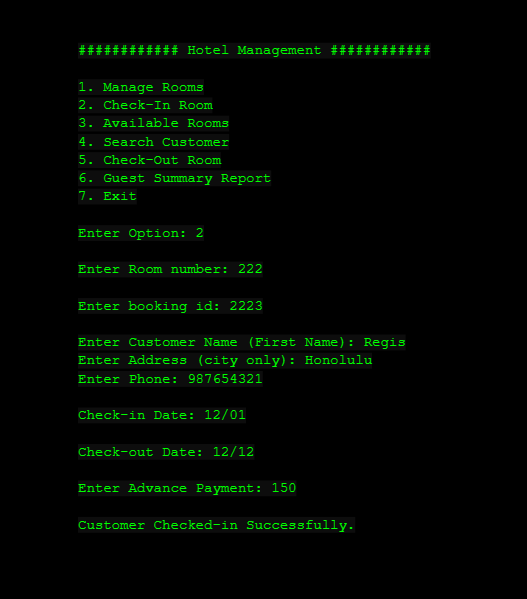 ############ Hotel Management ############
1. Manage Rooms
2. Check-In Room
3. Available Rooms
4. Search Customer
5. Check-Out Room
6. Guest Summary Report
7. Exit
Enter Option: 2
Enter Room number: 222
Enter booking id: 2223
Enter Customer Name (First Name): Regis
Enter Address (city only): Honolulu
Enter Phone: 987654321
Check-in Date: 12/01
Check-out Date: 12/12
Enter Advance Payment: 150
Customer Checked-in Successfully.